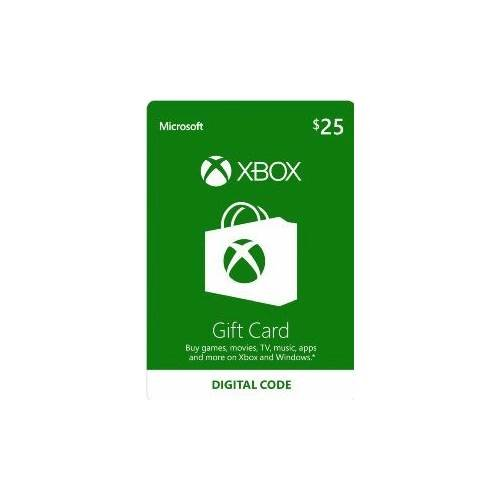 Microsoft
$25
XBOX
Gift Card
Buy games, movies, TV, music, apps
and more on Xbox and Windows.*
DIGITAL CODE